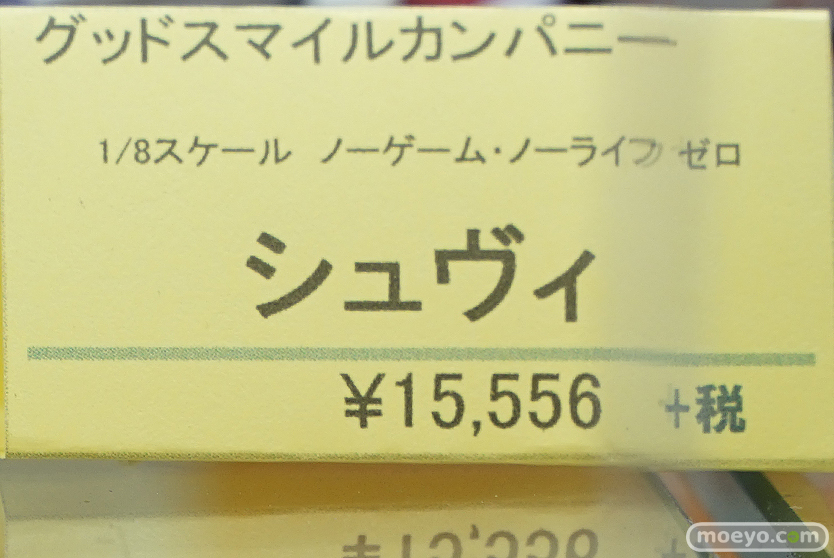 グッドスマイルカンパニー
1/8スケール ノーゲーム・ノーライフ ゼロ
シュヴィ
¥15,556 +税
moeyo.com